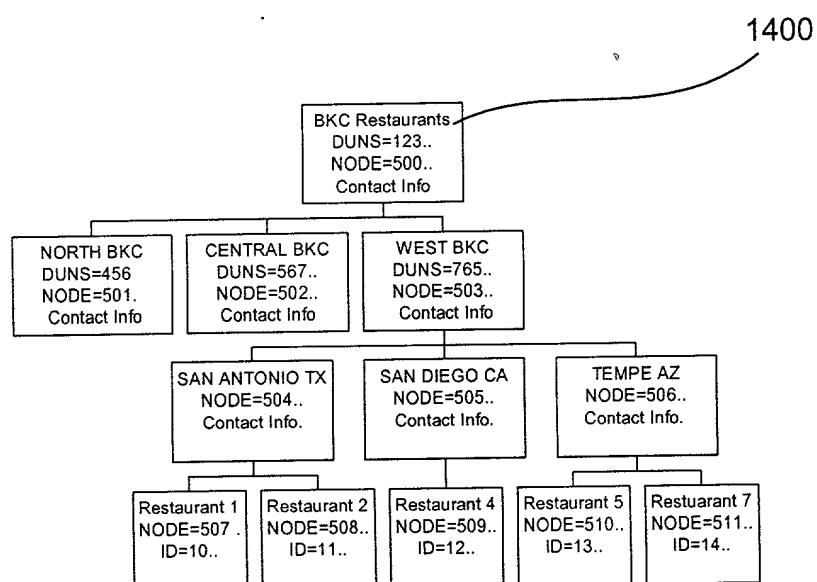 1400
BKC Restaurants
DUNS=123..
NODE=500..
Contact Info
NORTH BKC
DUNS=456
NODE=501.
Contact Info
CENTRAL BKC
DUNS=567..
NODE=502..
Contact Info
WEST BKC
DUNS=765..
NODE=503..
Contact Info
SAN ANTONIO TX
NODE=504..
Contact Info.
SAN DIEGO CA
NODE=505..
Contact Info.
TEMPE AZ
NODE=506..
Contact Info.
Restaurant 1
NODE=507 .
ID=10..
Restaurant 2
NODE=508..
ID=11..
Restaurant 4
NODE=509..
ID=12..
Restaurant 5
NODE=510..
ID=13..
Restuarant 7
NODE=511..
ID=14..